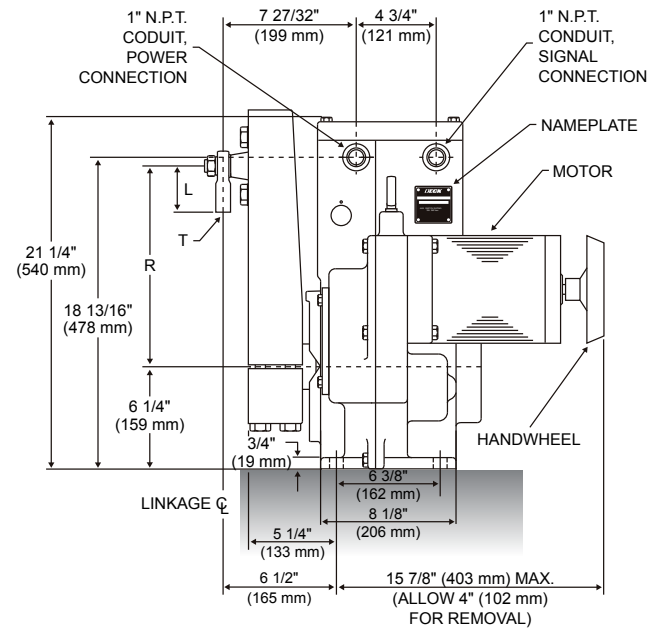 1" N.P.T.
CODUIT,
POWER
CONNECTION
7 27/32"
(199 mm)
4 3/4"
(121 mm)
1" N.P.T.
CONDUIT,
SIGNAL
CONNECTION
NAMEPLATE
MOTOR
BECK
L
T
R
21 1/4"
(540 mm)
18 13/16"
(478 mm)
6 1/4"
(159 mm)
3/4"
(19 mm)
HANDWHEEL
6 3/8"
(162 mm)
LINKAGE ℄
8 1/8"
(206 mm)
5 1/4"
(133 mm)
6 1/2"
(165 mm)
15 7/8" (403 mm) MAX.
(ALLOW 4" (102 mm)
FOR REMOVAL)